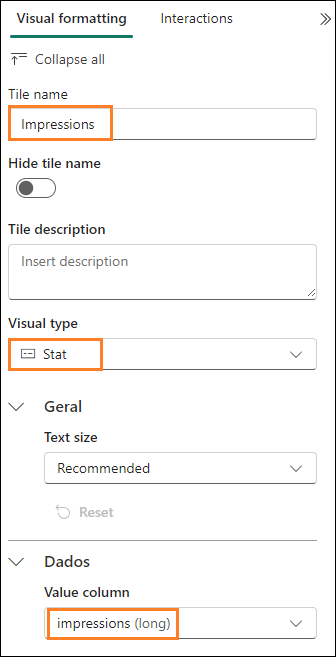 Visual formatting
Interactions
Collapse all
Tile name
Impressions
Hide tile name
Tile description
Insert description
Visual type
Stat
Geral
Text size
Recommended
Reset
Dados
Value column
impressions (long)